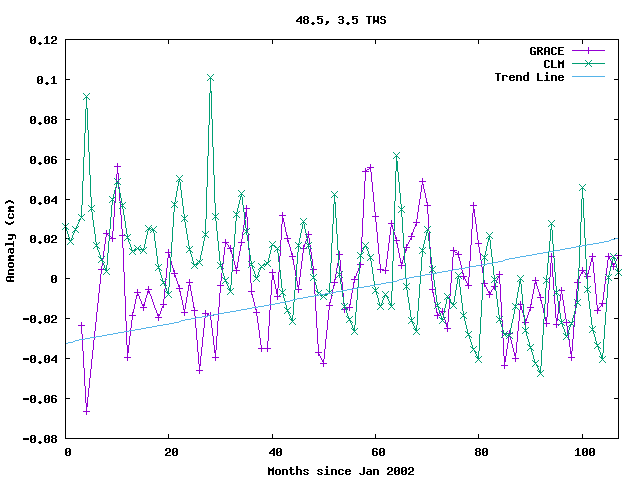 48.5, 3.5 TWS
GRACE
CLM
Trend Line
0.12
0.1
0.08
0.06
0.04
0.02
0
-0.02
-0.04
-0.06
-0.08
Anomaly (cm)
0 20 40 60 80 100
Months since Jan 2002